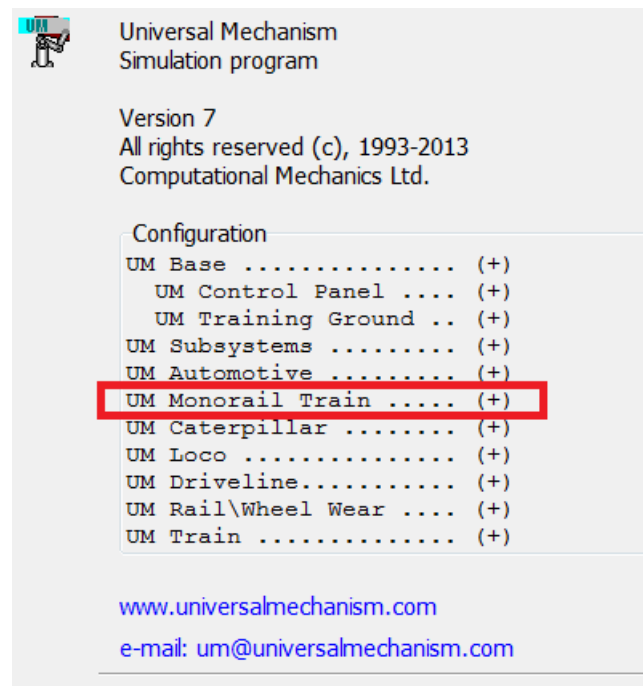 UM
Universal Mechanism
Simulation program
Version 7
All rights reserved (c), 1993-2013
Computational Mechanics Ltd.
Configuration
UM Base ............... (+)
UM Control Panel .... (+)
UM Training Ground .. (+)
UM Subsystems ......... (+)
UM Automotive ......... (+)
UM Monorail Train ..... (+)
UM Caterpillar ........ (+)
UM Loco ............... (+)
UM Driveline........... (+)
UM Rail\Wheel Wear .... (+)
UM Train .............. (+)
www.universalmechanism.com
e-mail: um@universalmechanism.com